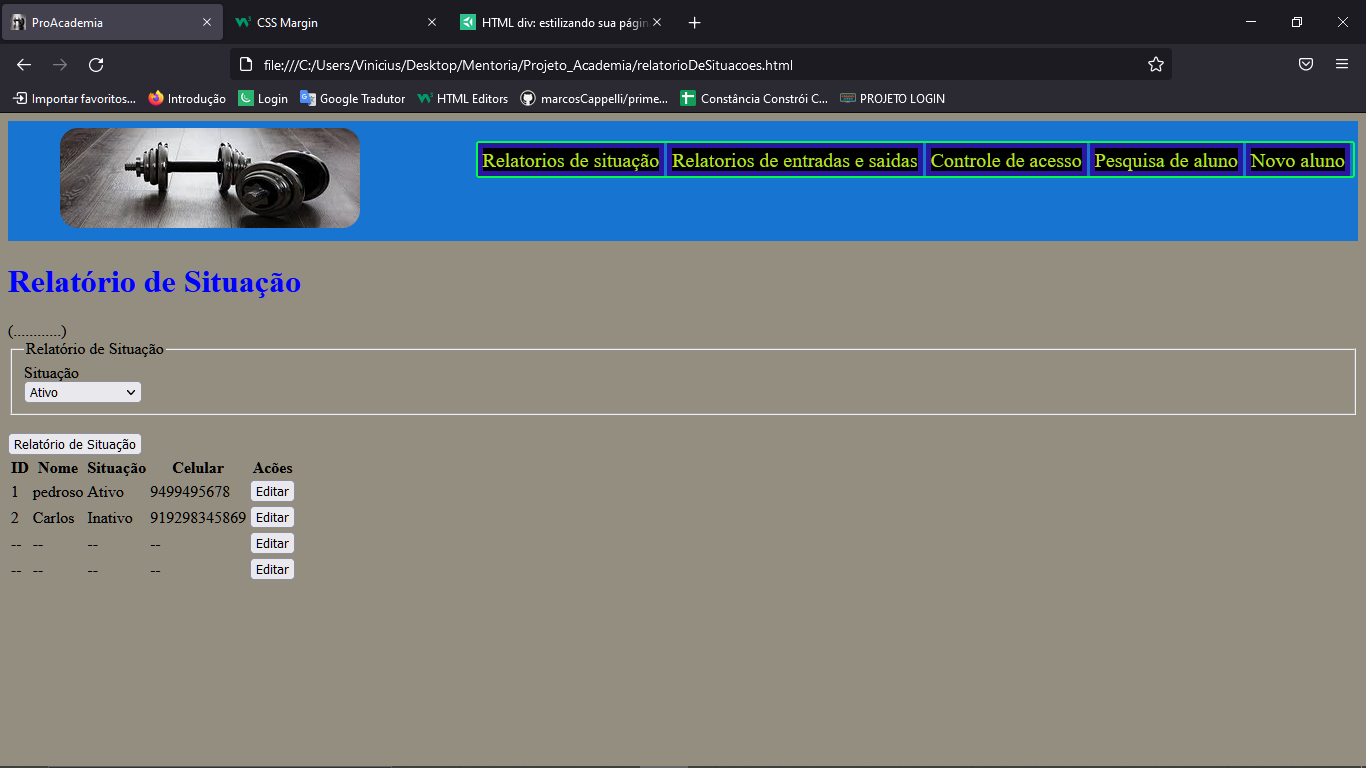 ProAcademia
CSS Margin
HTML div: estilizando sua págin
file:///C:/Users/Vinicius/Desktop/Mentoria/Projeto_Academia/relatorioDeSituacoes.html
Importar favoritos... Introdução Login Google Tradutor HTML Editors marcosCappelli/prime... Constância Constrói C... PROJETO LOGIN
Relatorios de situação Relatorios de entradas e saidas Controle de acesso Pesquisa de aluno Novo aluno
Relatório de Situação
(............)
Relatório de Situação
Situação
Ativo
Relatório de Situação
ID Nome Situação Celular Acões
1 pedroso Ativo 9499495678 Editar
2 Carlos Inativo 919298345869 Editar
-- -- -- -- Editar
-- -- -- -- Editar